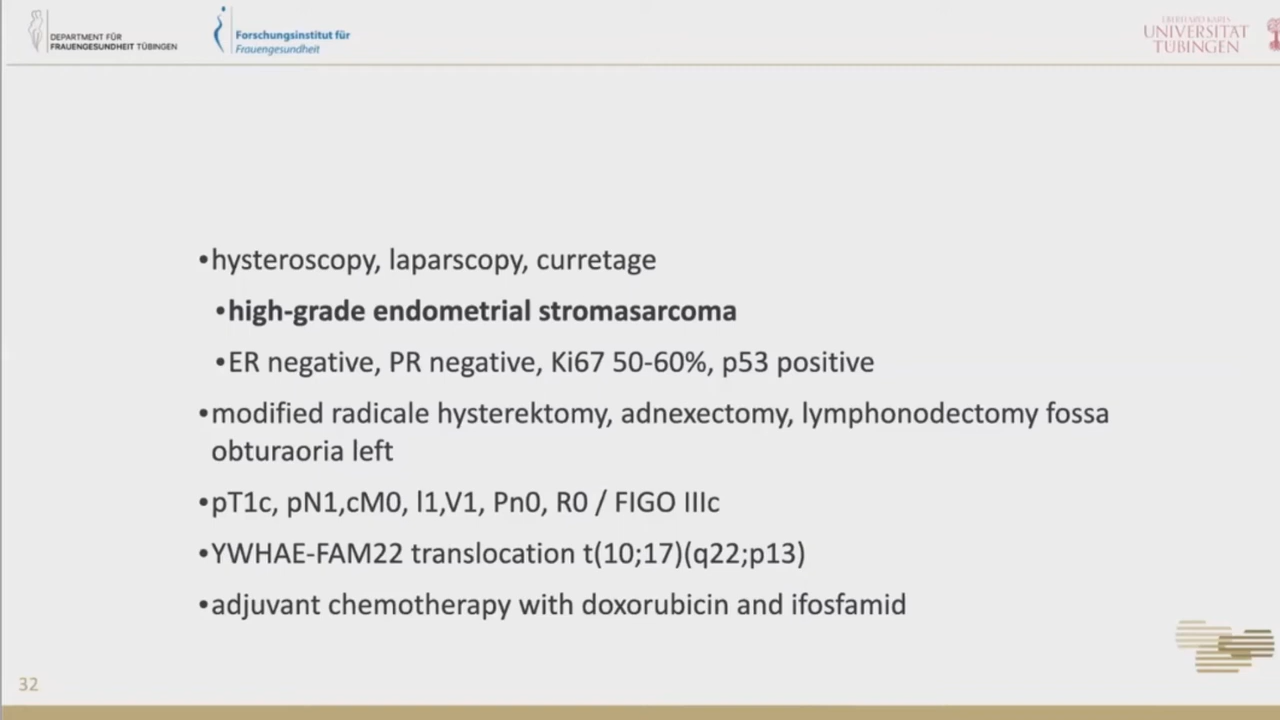 DEPARTMENT FÜR
FRAUENGESUNDHEIT TÜBINGEN
Forschungsinstitut für
Frauengesundheit
EBERHARD KARLS
UNIVERSITÄT
TÜBINGEN
•hysteroscopy, laparscopy, curretage
•high-grade endometrial stromasarcoma
•ER negative, PR negative, Ki67 50-60%, p53 positive
•modified radicale hysterektomy, adnexectomy, lymphonodectomy fossa
obturaoria left
•pT1c, pN1,cM0, l1,V1, Pn0, R0 / FIGO IIIc
•YWHAE-FAM22 translocation t(10;17)(q22;p13)
•adjuvant chemotherapy with doxorubicin and ifosfamid
32